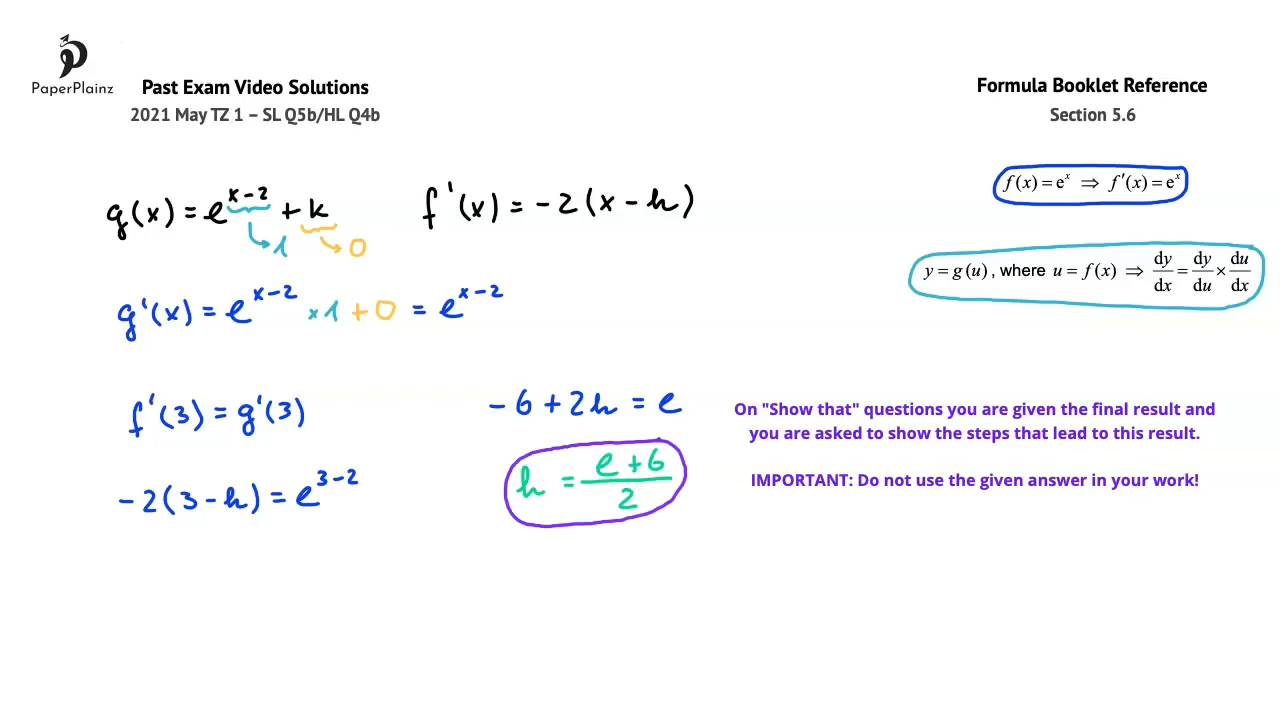 PaperPlainz
Past Exam Video Solutions
2021 May TZ 1 – SL Q5b/HL Q4b
Formula Booklet Reference
Section 5.6
f(x) = e^x ⇒ f′(x) = e^x
y = g(u), where u = f(x) ⇒ dy/dx = dy/du × du/dx
g(x) = e^(x-2) + k
f'(x) = -2(x - h)
1
0
g'(x) = e^(x-2) × 1 + 0 = e^(x-2)
f'(3) = g'(3)
-2(3 - h) = e^(3-2)
-6 + 2h = e
h = (e+6)/2
On "Show that" questions you are given the final result and
you are asked to show the steps that lead to this result.
IMPORTANT: Do not use the given answer in your work!